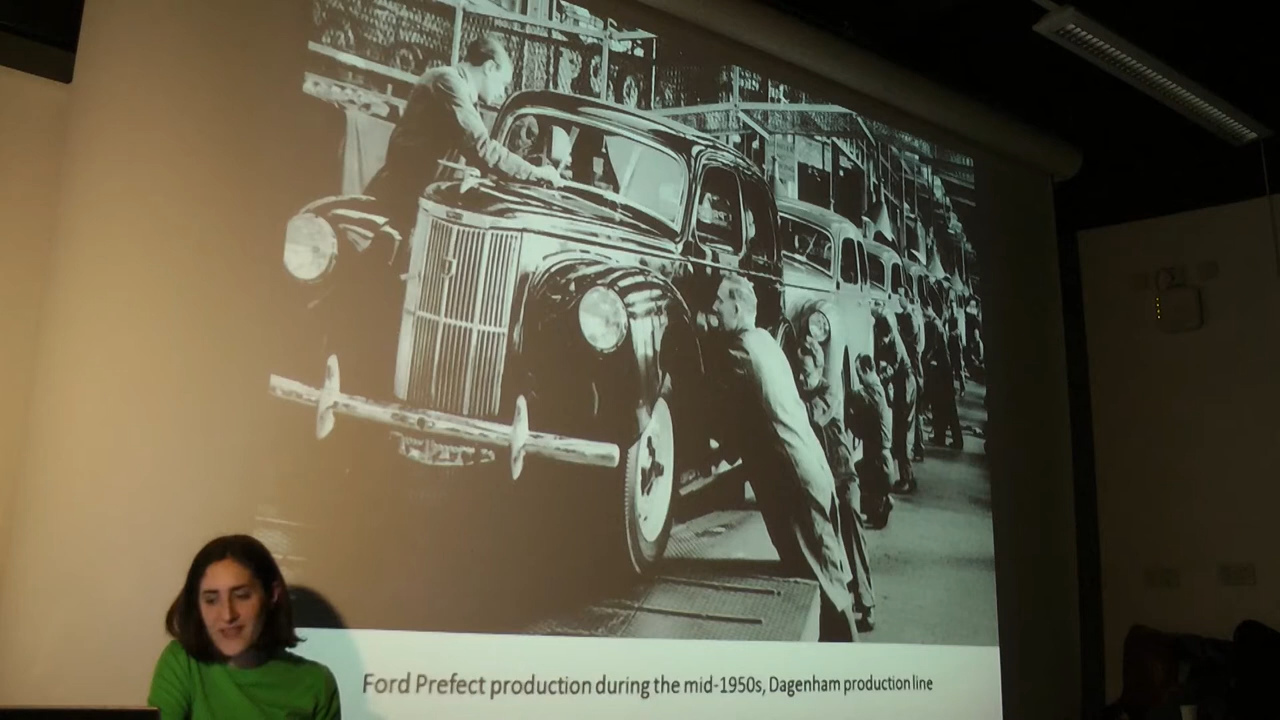 Ford Prefect production during the mid-1950s, Dagenham production line